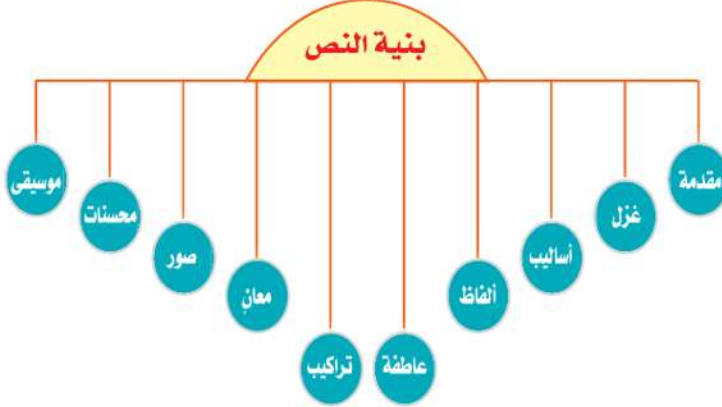 بنية النص
مقدمة
غزل
أساليب
ألفاظ
عاطفة
تراكيب
معانٍ
صور
محسنات
موسيقى